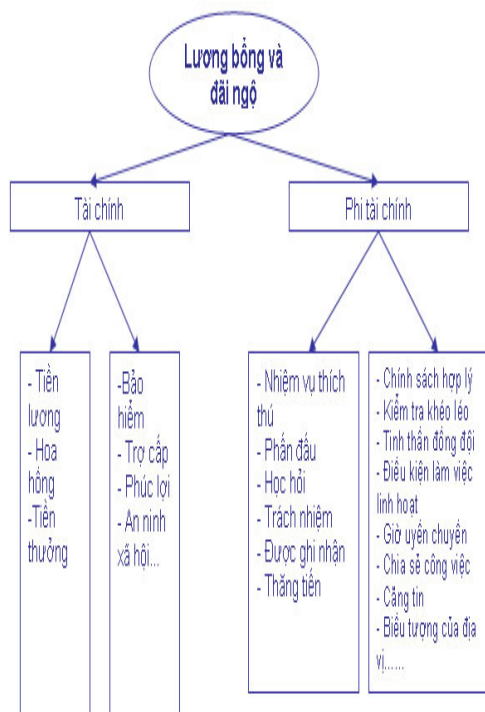 Lương bổng và
đãi ngộ
Tài chính
Phi tài chính
- Tiền
lương
- Hoa
hồng
- Tiền
thưởng
-Bảo
hiểm
- Trợ cấp
- Phúc lợi
- An ninh
xã hội...
- Nhiệm vụ thích
thú
- Phấn đấu
- Học hỏi
- Trách nhiệm
- Được ghi nhận
- Thăng tiến
- Chính sách hợp lý
- Kiểm tra khéo léo
- Tinh thần đồng đội
- Điều kiện làm việc
linh hoạt
- Giờ uyển chuyển
- Chia sẻ công việc
- Căng tin
- Biểu tượng của địa
vị......